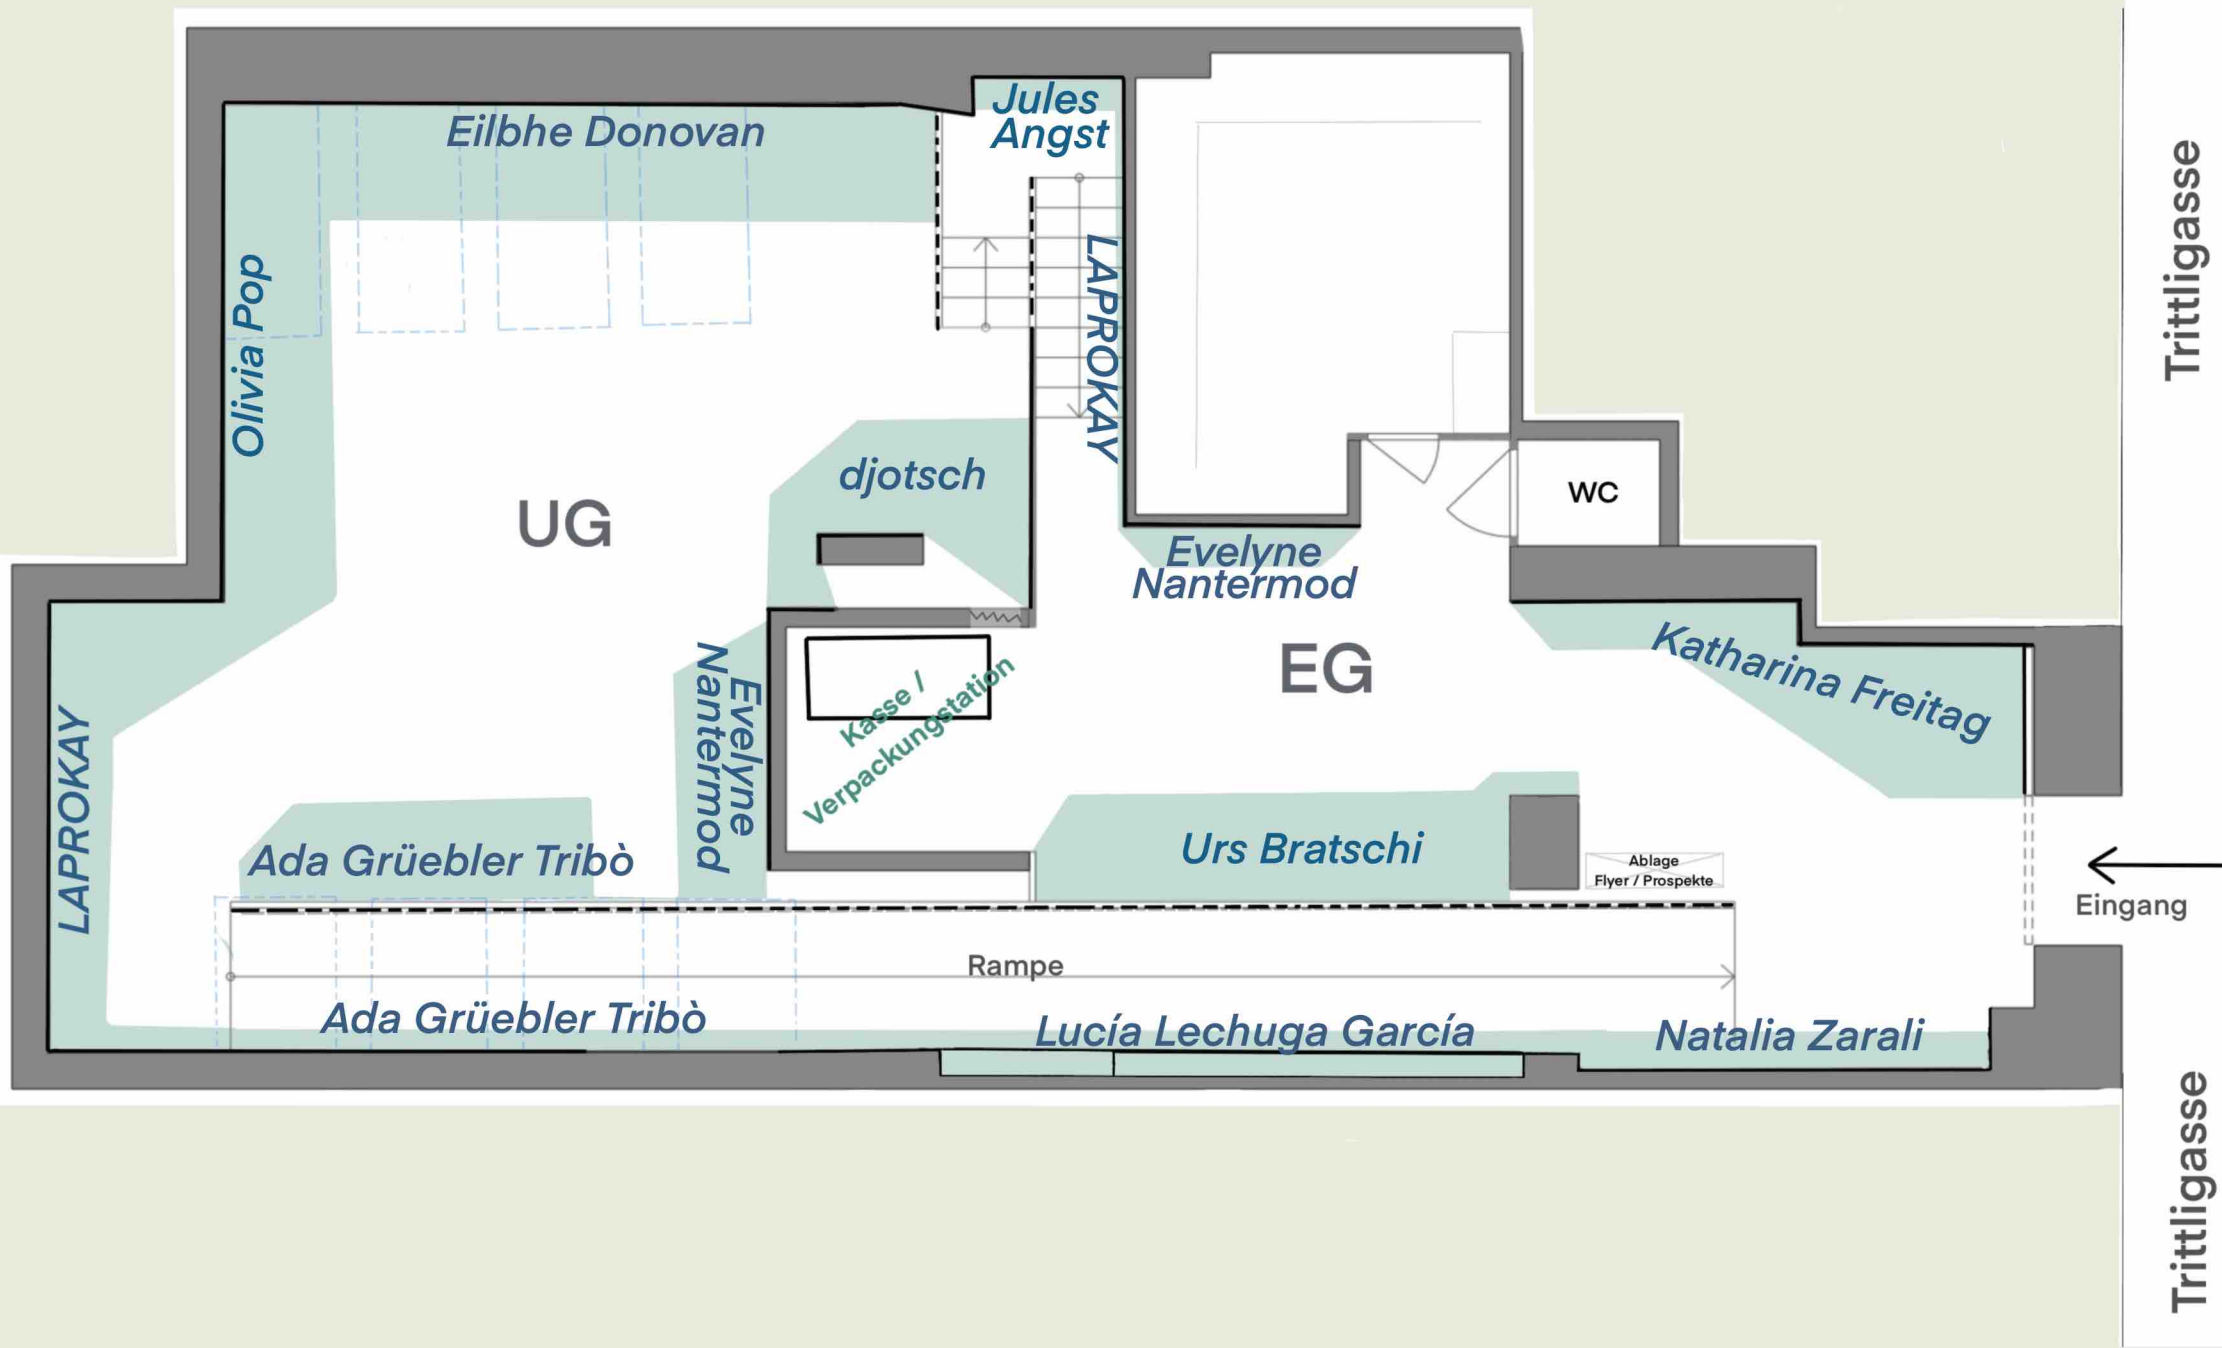 Jules
Angst
Eilbhe Donovan
Trittligasse
Olivia Pop
LAPROKAY
djotsch
WC
UG
Evelyne
Nantermod
EG
Katharina Freitag
Kasse /
Verpackungstation
Evelyne
Nantermod
LAPROKAY
Ada Grüebler Tribò
Urs Bratschi
Ablage
Flyer / Prospekte
Eingang
Rampe
Ada Grüebler Tribò
Lucía Lechuga García
Natalia Zarali
Trittligasse